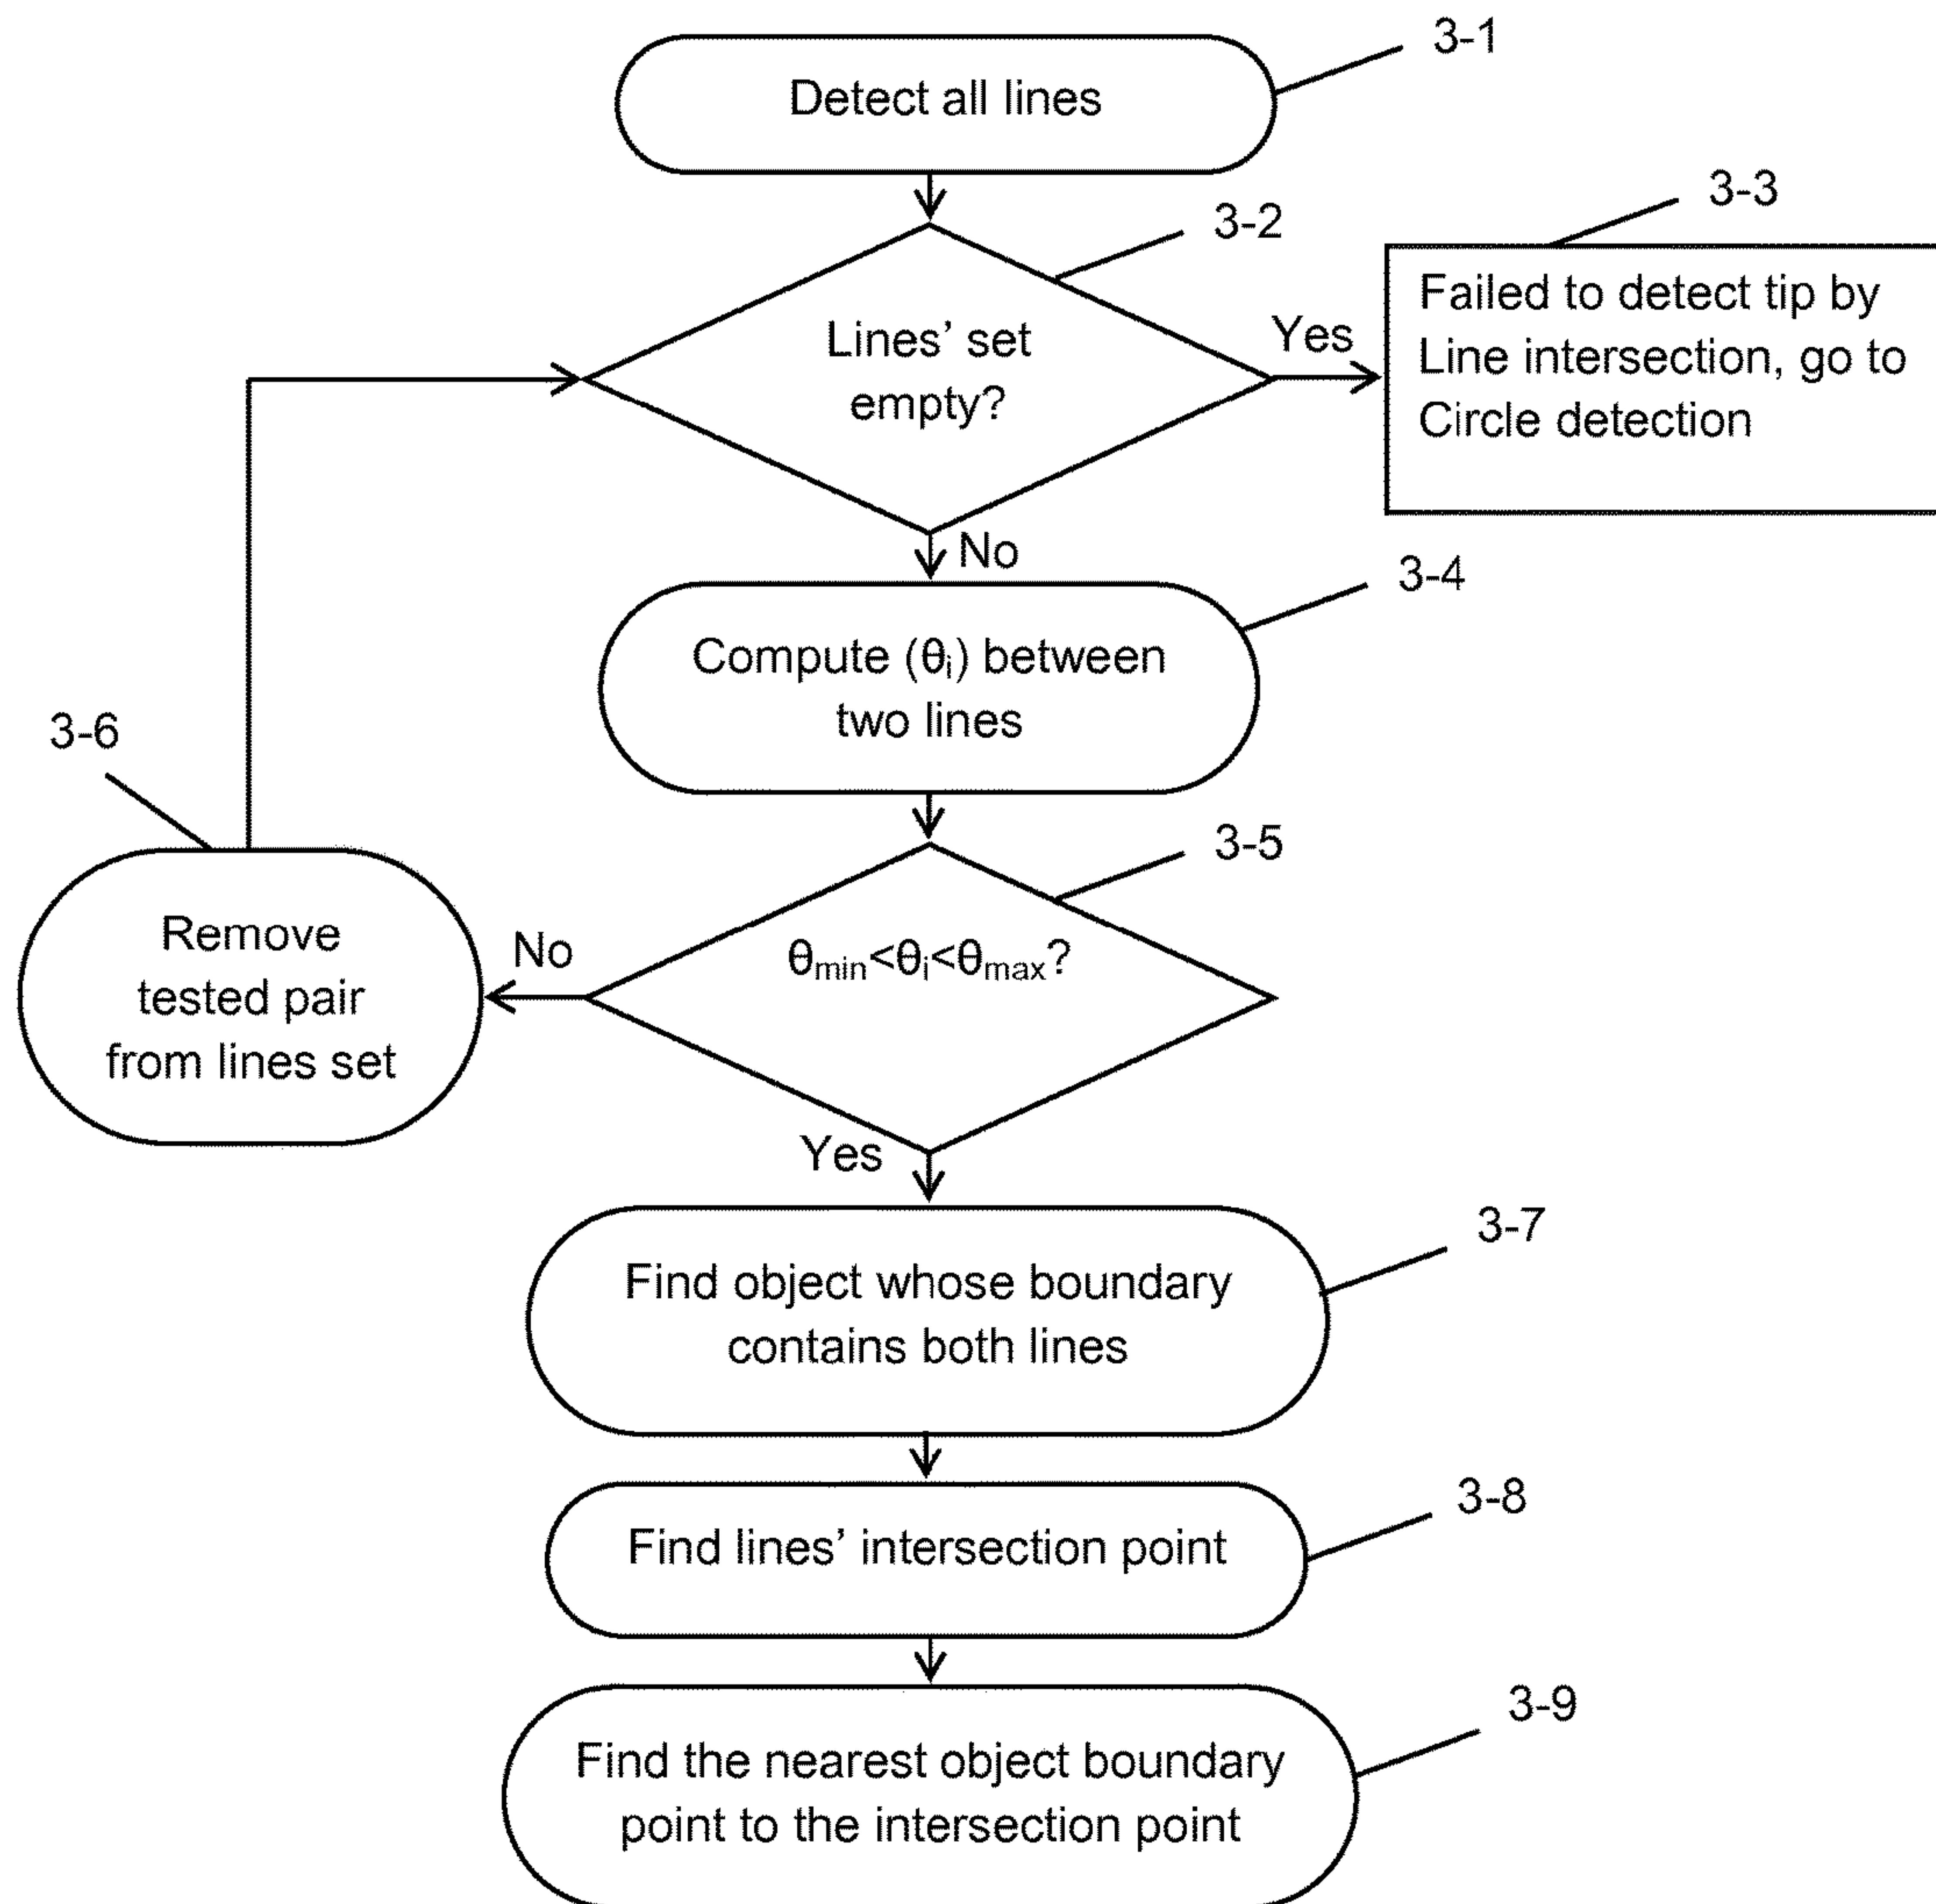 3-1
Detect all lines
3-2
3-3
Lines’ set
empty?
Yes
Failed to detect tip by
Line intersection, go to
Circle detection
No
3-4
Compute (θi) between
two lines
3-6
3-5
Remove
tested pair
from lines set
No
θmin<θi<θmax?
Yes
3-7
Find object whose boundary
contains both lines
3-8
Find lines’ intersection point
3-9
Find the nearest object boundary
point to the intersection point